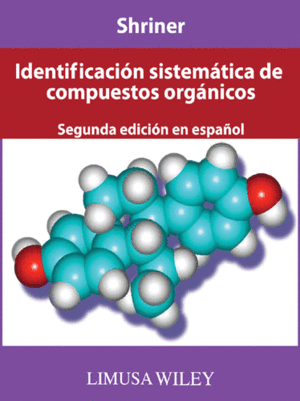 Shriner
Identificación sistemática de
compuestos orgánicos
Segunda edición en español
LIMUSA WILEY